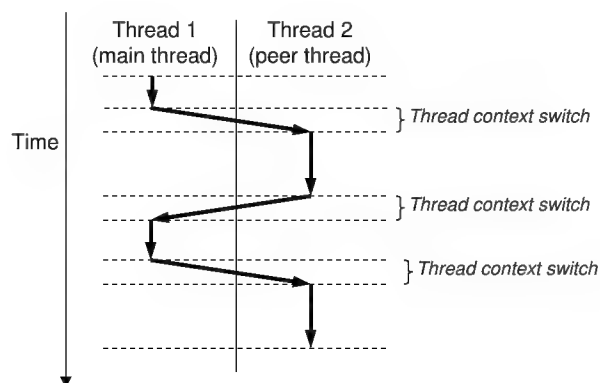 Thread 1
(main thread)
Thread 2
(peer thread)
Time
Thread context switch
Thread context switch
Thread context switch